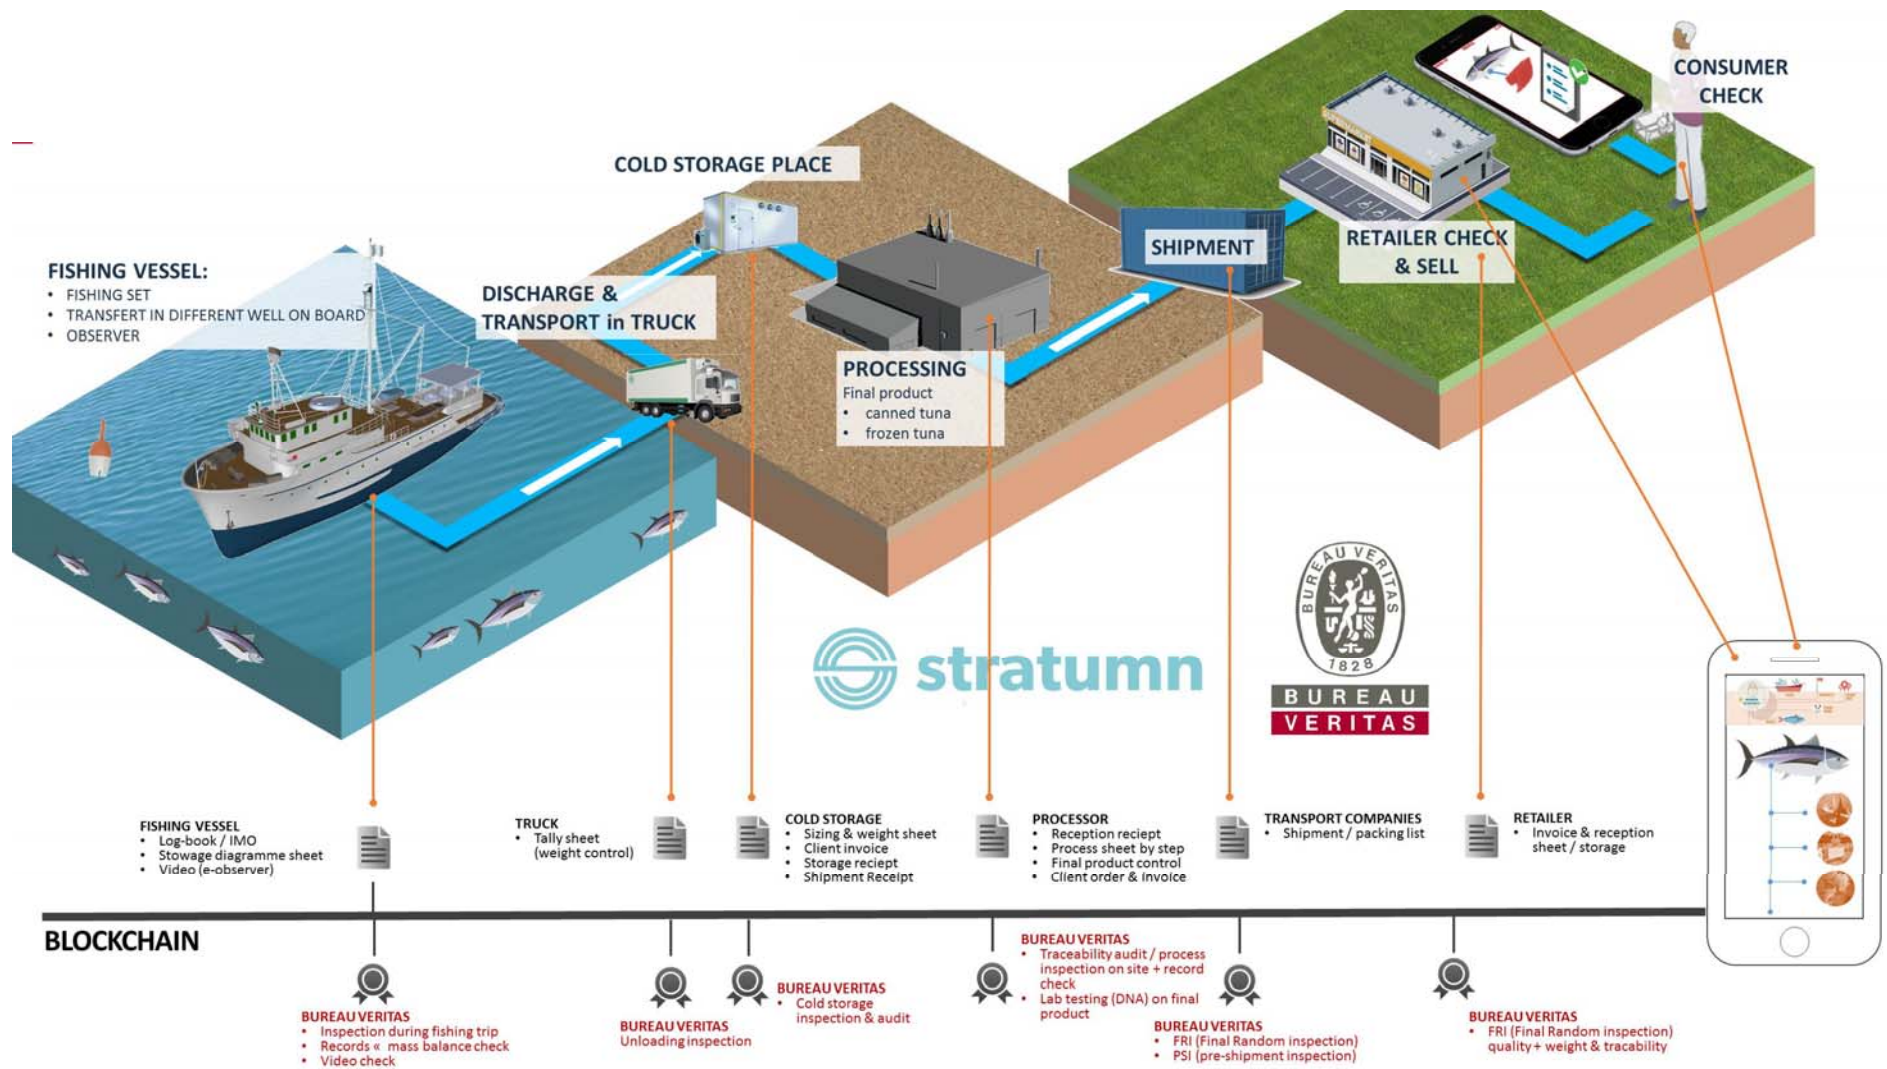 CONSUMER
CHECK
COLD STORAGE PLACE
FISHING VESSEL:
• FISHING SET
• TRANSFERT IN DIFFERENT WELL ON BOARD
• OBSERVER
DISCHARGE &
TRANSPORT in TRUCK
SHIPMENT
RETAILER CHECK
& SELL
PROCESSING
Final product
• canned tuna
• frozen tuna
stratumn
BUREAU VERITAS
1828
BUREAU
VERITAS
FISHING VESSEL
• Log-book / IMO
• Stowage diagramme sheet
• Video (e-observer)
TRUCK
• Tally sheet
(weight control)
COLD STORAGE
• Sizing & weight sheet
• Client invoice
• Storage reciept
• Shipment Receipt
PROCESSOR
• Reception reciept
• Process sheet by step
• Final product control
• Client order & invoice
TRANSPORT COMPANIES
• Shipment / packing list
RETAILER
• Invoice & reception
sheet / storage
BLOCKCHAIN
BUREAU VERITAS
• Inspection during fishing trip
• Records « mass balance check
• Video check
BUREAU VERITAS
Unloading inspection
BUREAU VERITAS
• Cold storage
inspection & audit
BUREAU VERITAS
• Traceability audit / process
inspection on site + record
check
• Lab testing (DNA) on final
product
BUREAU VERITAS
• FRI (Final Random inspection)
• PSI (pre-shipment inspection)
BUREAU VERITAS
• FRI (Final Random inspection)
quality + weight & tracability